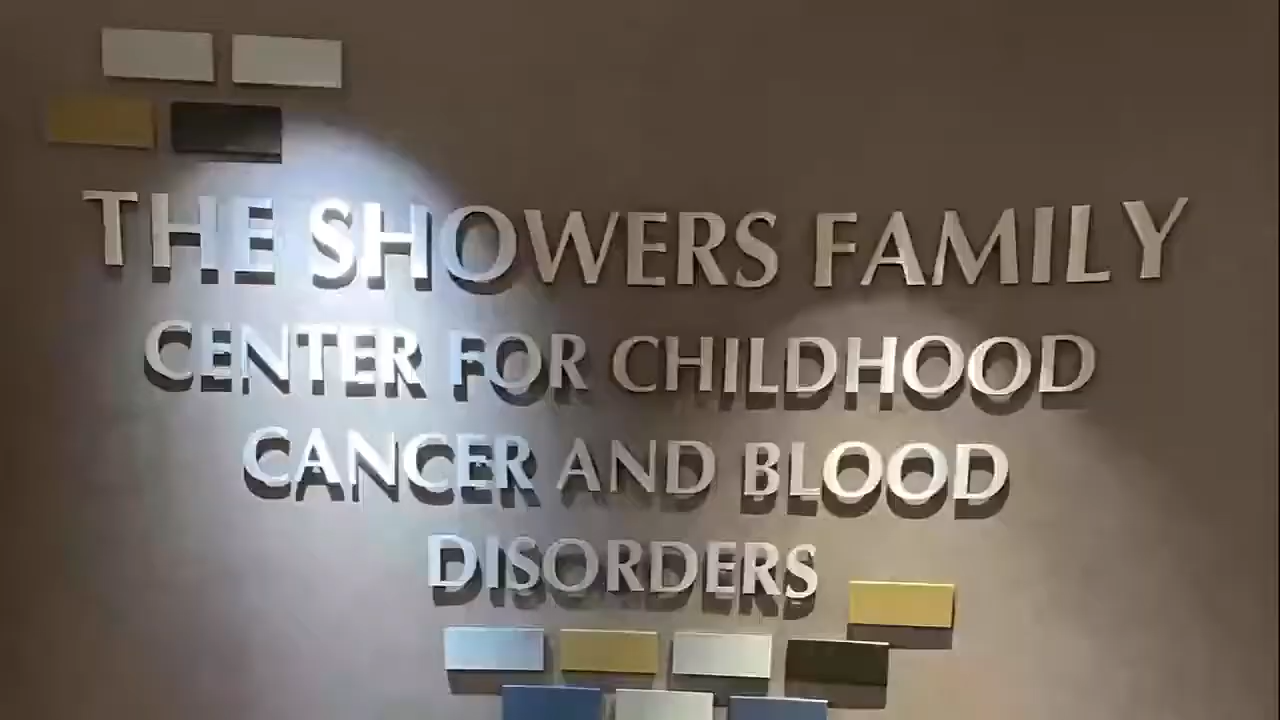 THE SHOWERS FAMILY
CENTER FOR CHILDHOOD
CANCER AND BLOOD
DISORDERS